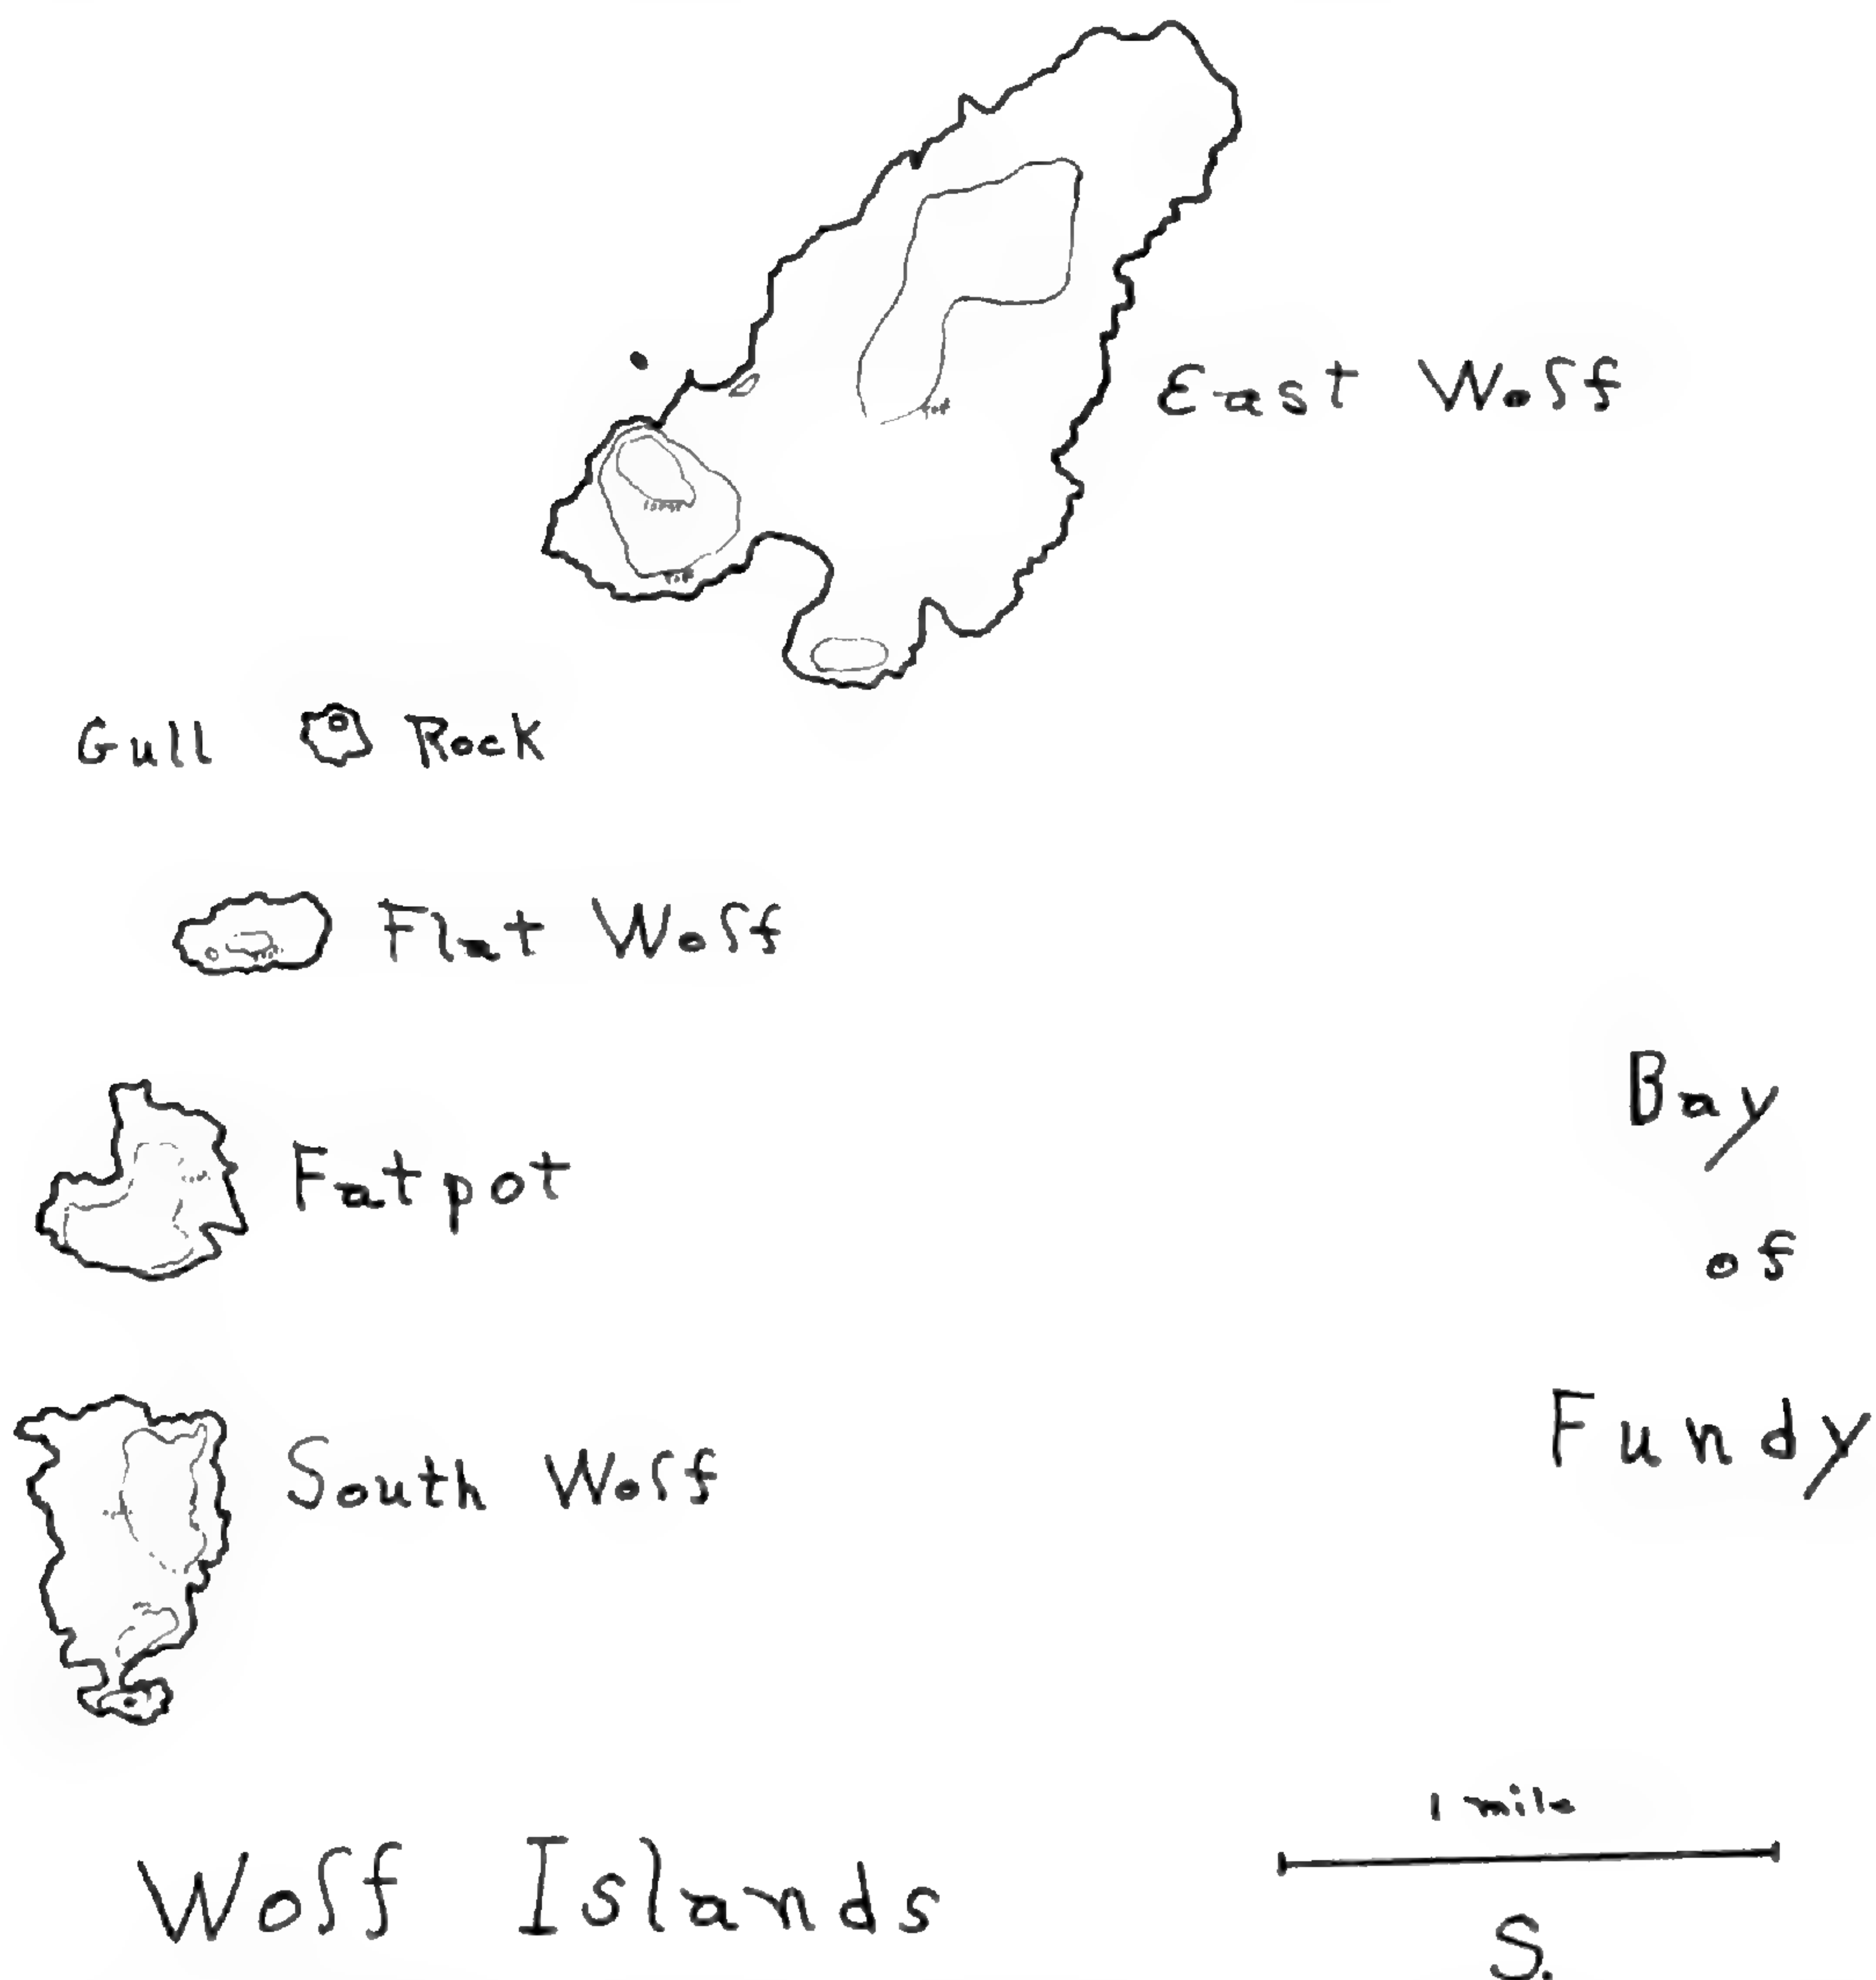 East Wolf
Gull Rock
Flat Wolf
Fatpot
Bay
of
Fundy
South Wolf
1 mile
Wolf Islands
S.